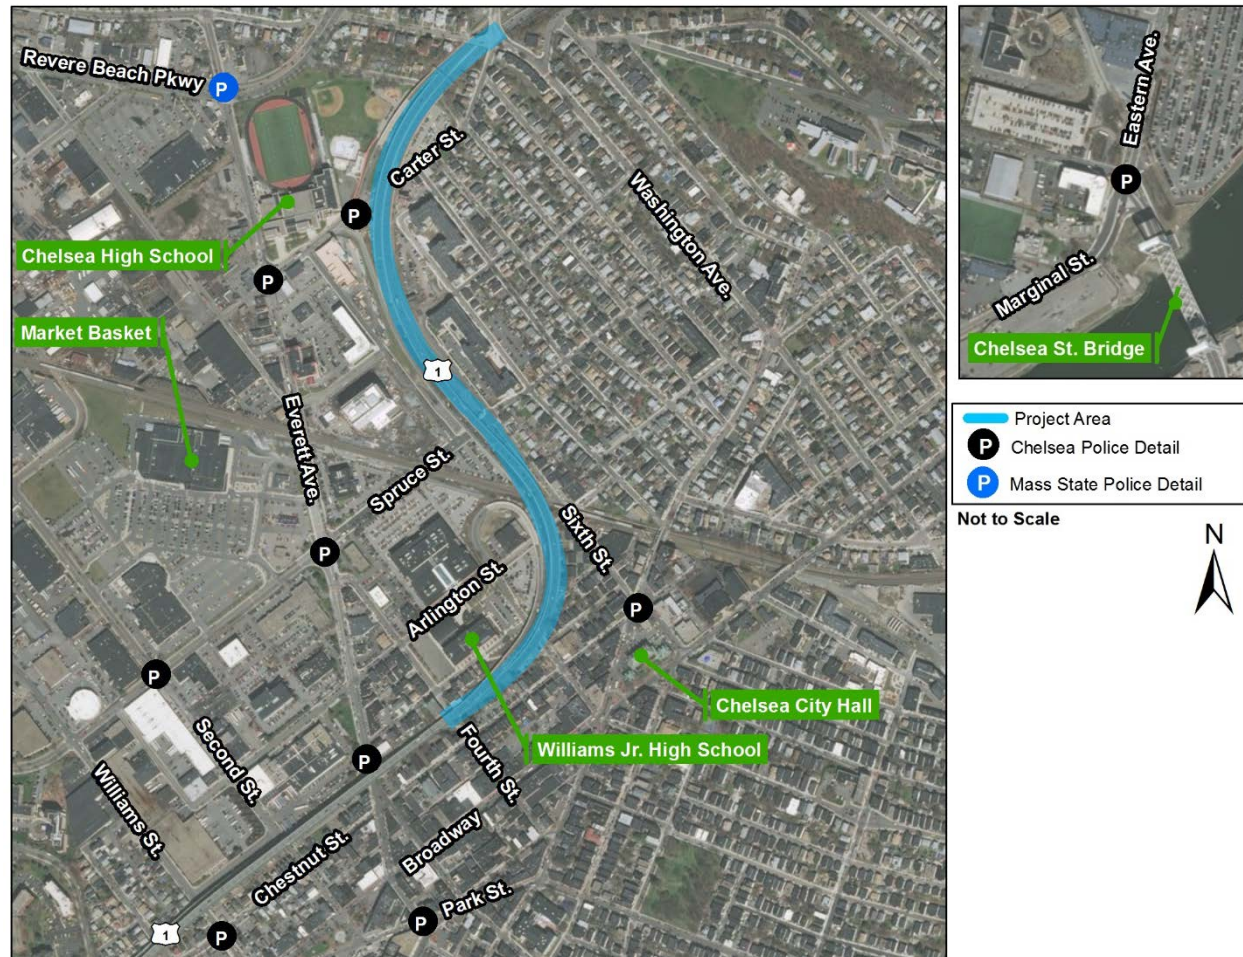 Revere Beach Pkwy
P
Carter St.
P
Washington Ave.
Chelsea High School
P
Market Basket
1
Everett Ave.
Spruce St.
Sixth St.
P
Arlington St.
P
Chelsea City Hall
P
Williams Jr. High School
Second St.
Fourth St.
P
Williams St.
Chestnut St.
Broadway
Park St.
P
P
1
Eastern Ave.
P
Marginal St.
Chelsea St. Bridge
Project Area
P Chelsea Police Detail
P Mass State Police Detail
Not to Scale
N